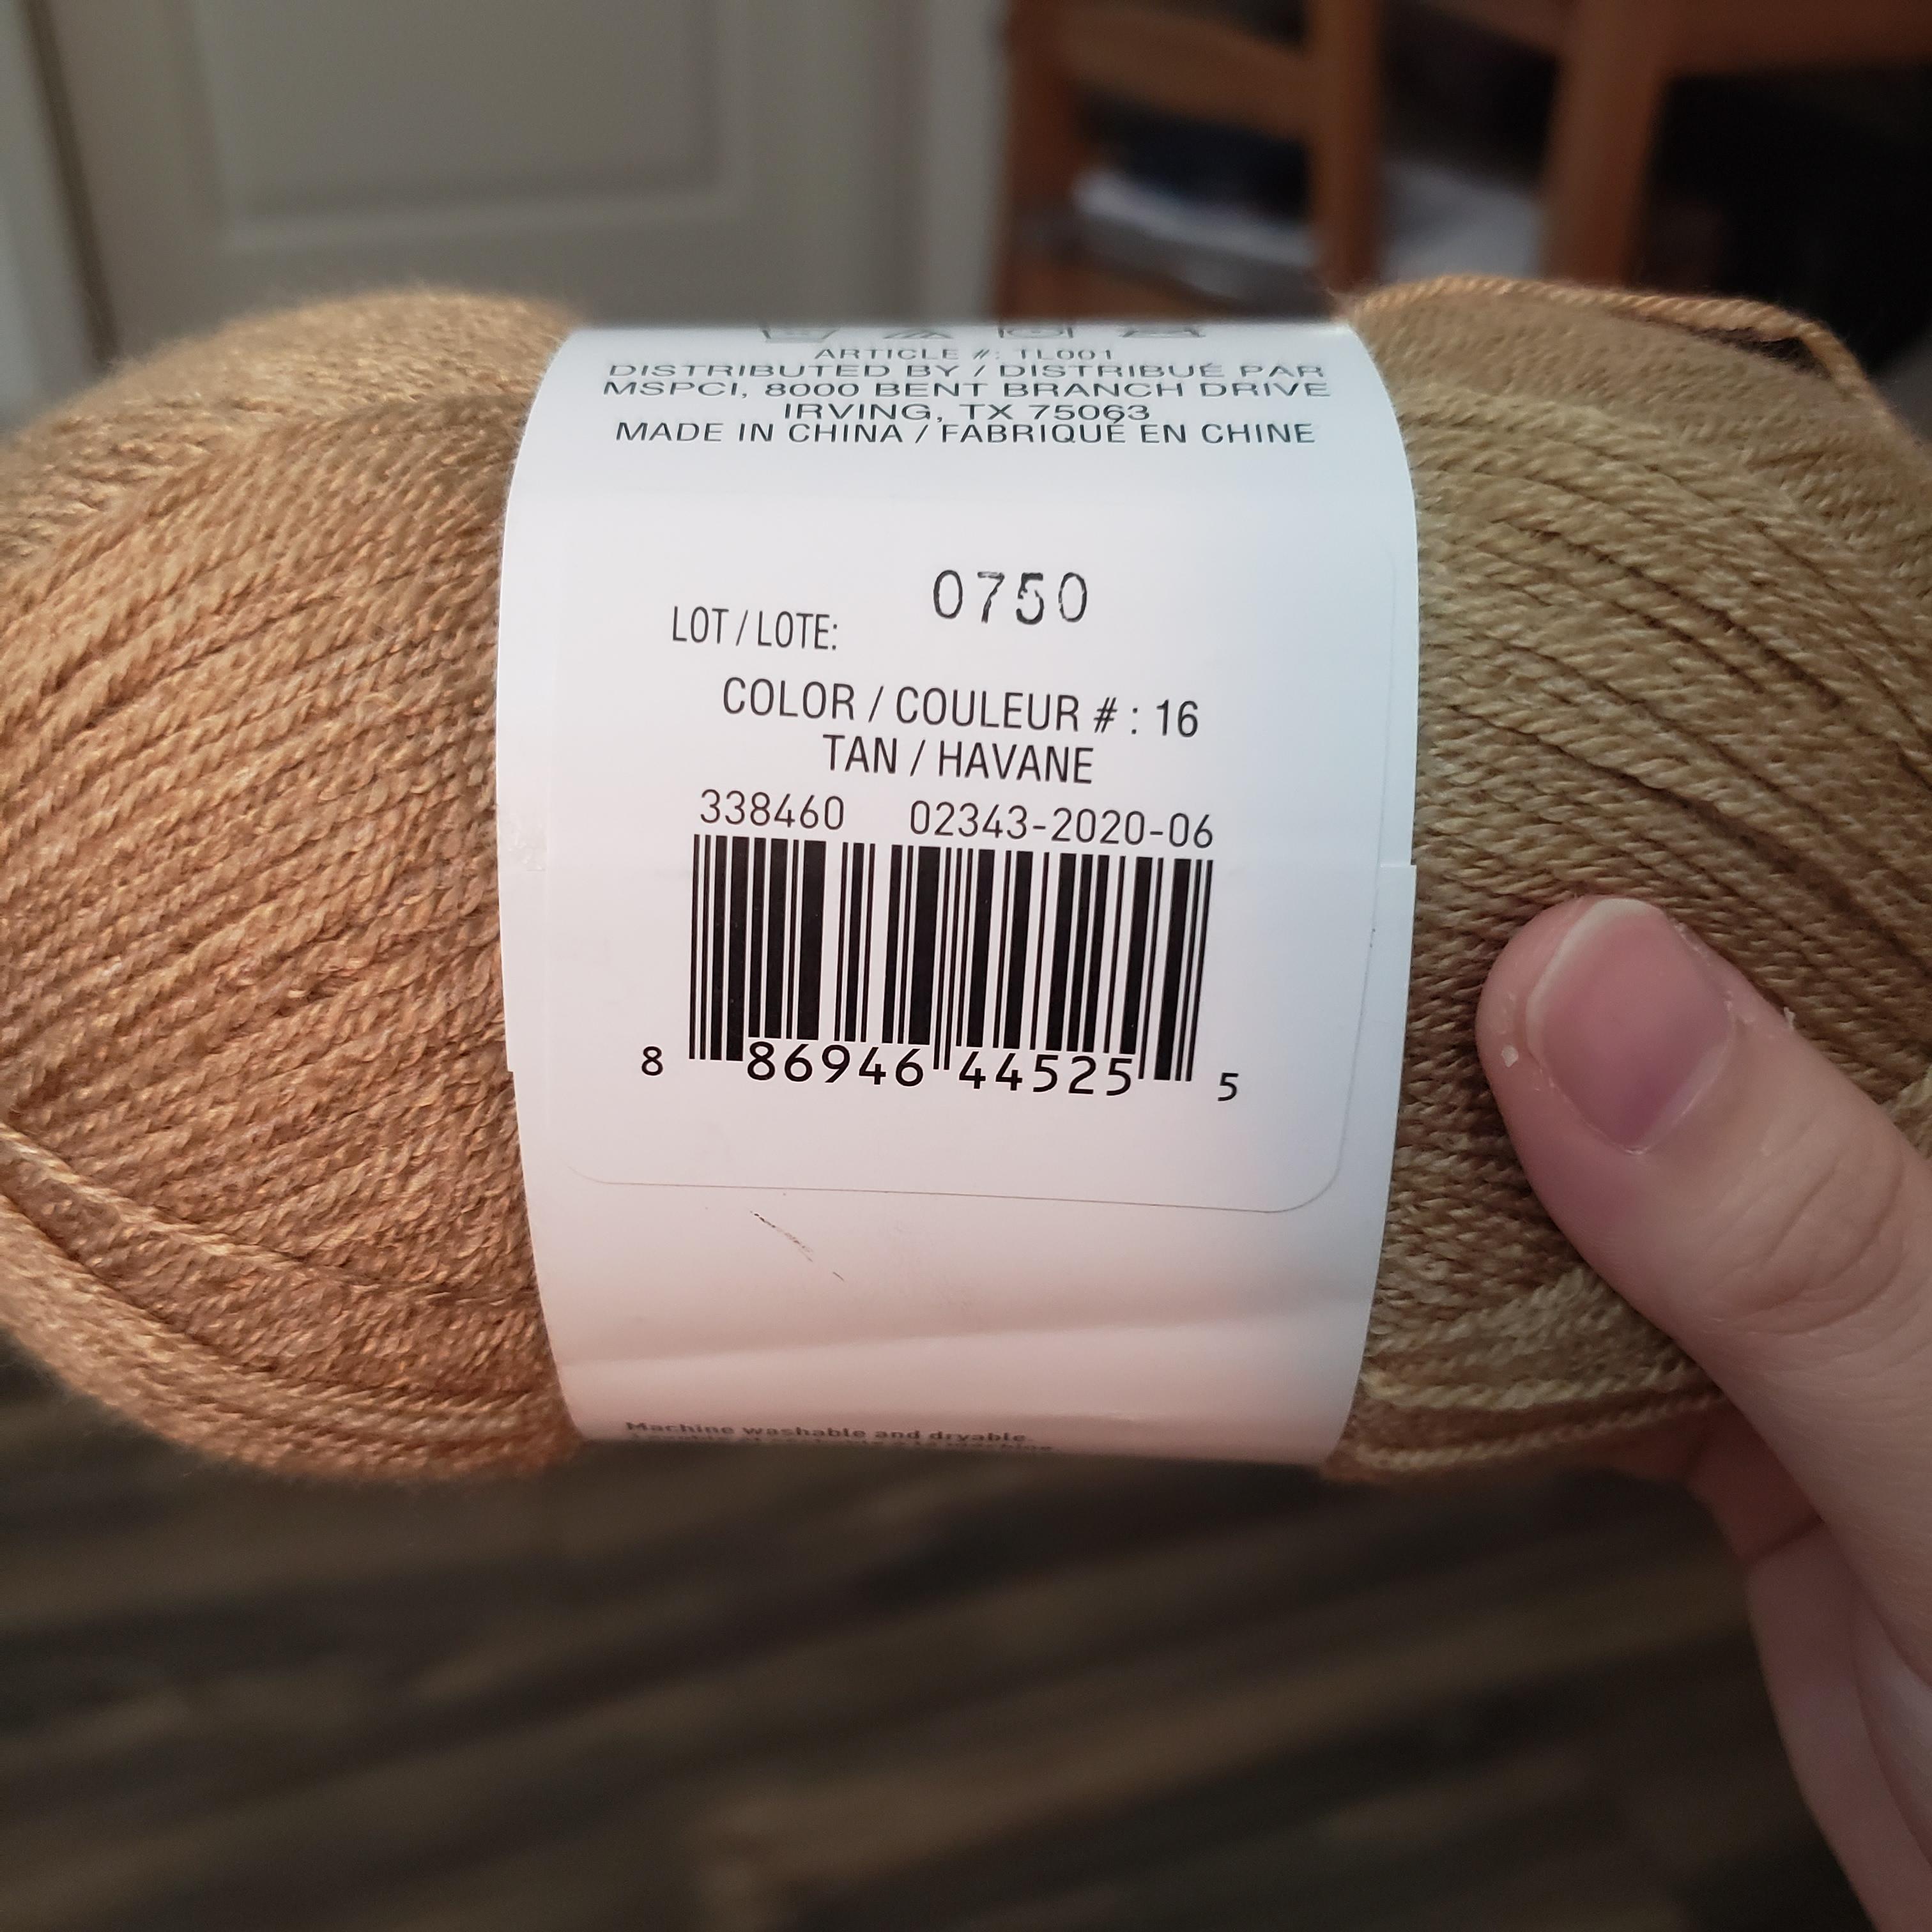 ARTICLE #: TL001
DISTRIBUTED BY / DISTRIBUÉ PAR
MSPCI, 8000 BENT BRANCH DRIVE
IRVING, TX 75063
MADE IN CHINA / FABRIQUÉ EN CHINE
0750
LOT / LOTE:
COLOR / COULEUR # : 16
TAN / HAVANE
338460 02343-2020-06
8 86946 44525 5
Machine washable and dryable.